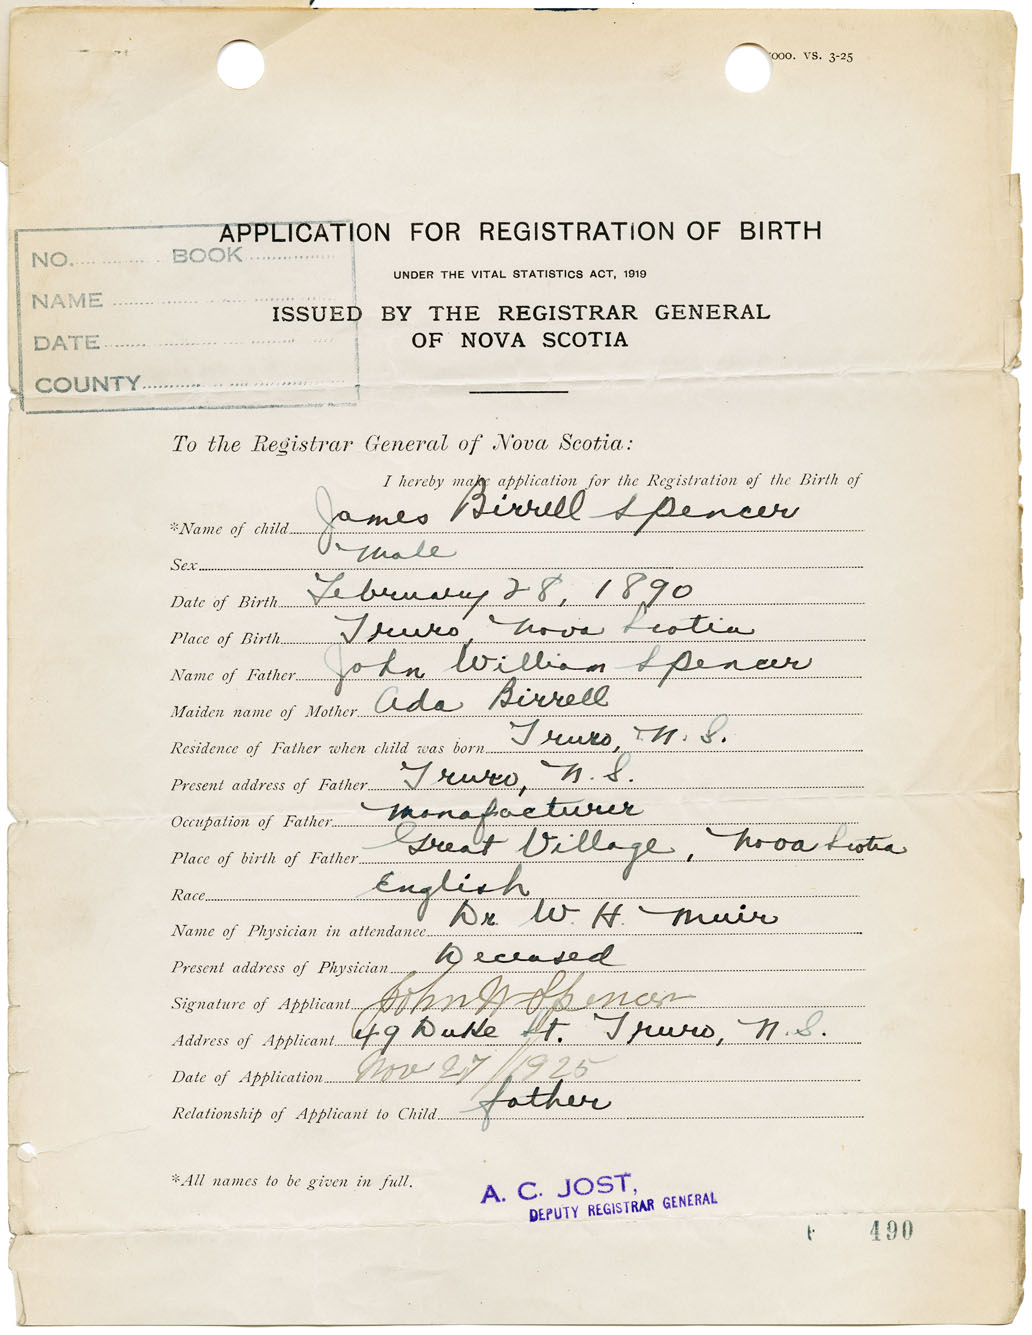 000. VS. 3-25
APPLICATION FOR REGISTRATION OF BIRTH
UNDER THE VITAL STATISTICS ACT, 1919
ISSUED BY THE REGISTRAR GENERAL
OF NOVA SCOTIA
NO. BOOK
NAME
DATE
COUNTY
To the Registrar General of Nova Scotia:
I hereby make application for the Registration of the Birth of
*Name of child James Birrell Spencer
Sex Male
Date of Birth February 28, 1890
Place of Birth Truro, Nova Scotia
Name of Father John William Spencer
Maiden name of Mother Ada Birrell
Residence of Father when child was born Truro, N. S.
Present address of Father Truro, N. S.
Occupation of Father Manafacturer
Place of birth of Father Great Village, Nova Scotia
Race English
Name of Physician in attendance Dr. W. H. Muir
Present address of Physician Deceased
Signature of Applicant John W Spencer
Address of Applicant 49 Duke St. Truro, N. S.
Date of Application Nov 27/1925
Relationship of Applicant to Child father
*All names to be given in full.
A. C. JOST,
DEPUTY REGISTRAR GENERAL
490